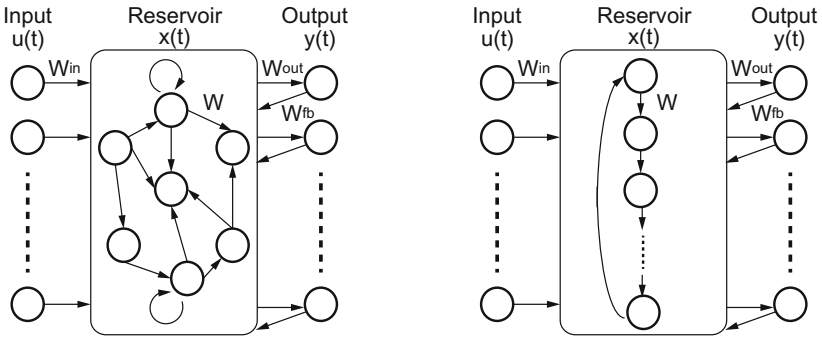 Input
u(t)
Reservoir
x(t)
Output
y(t)
Win
W
Wout
Wfb
Input
u(t)
Reservoir
x(t)
Output
y(t)
Win
W
Wout
Wfb